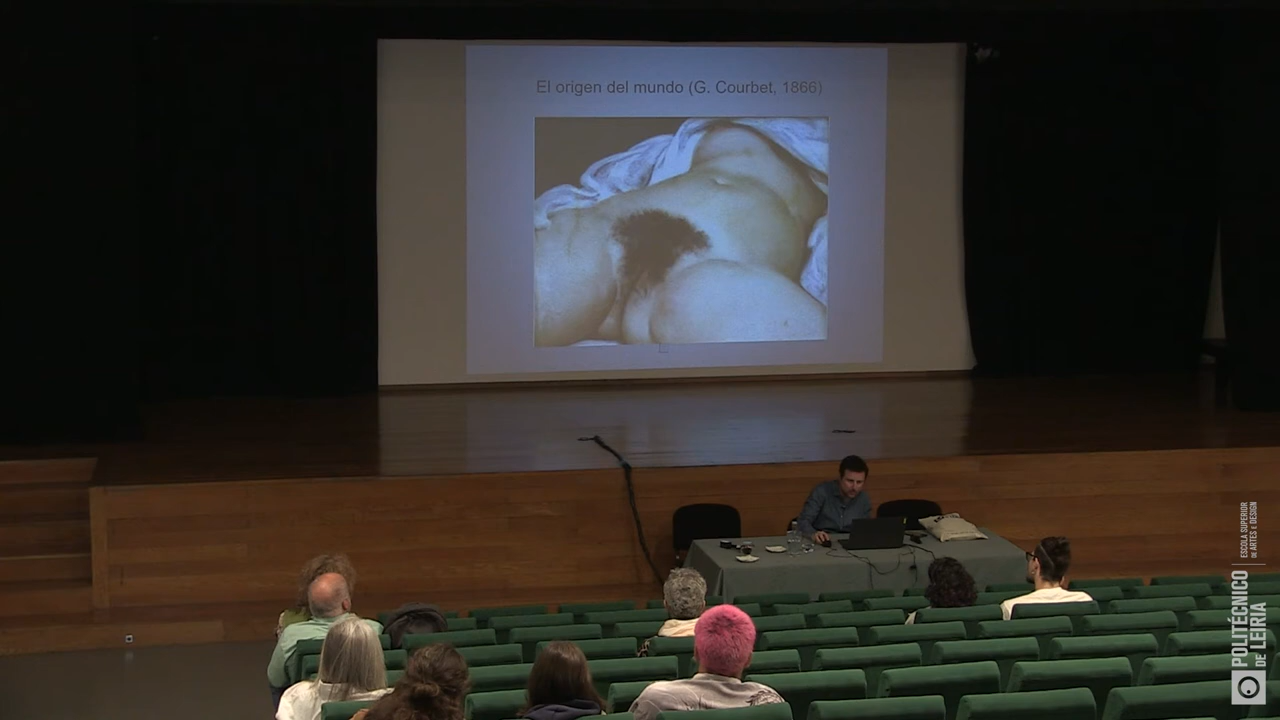 El origen del mundo (G. Courbet, 1866)
POLITÉCNICO
DE LEIRIA
ESCOLA SUPERIOR
DE ARTES E DESIGN